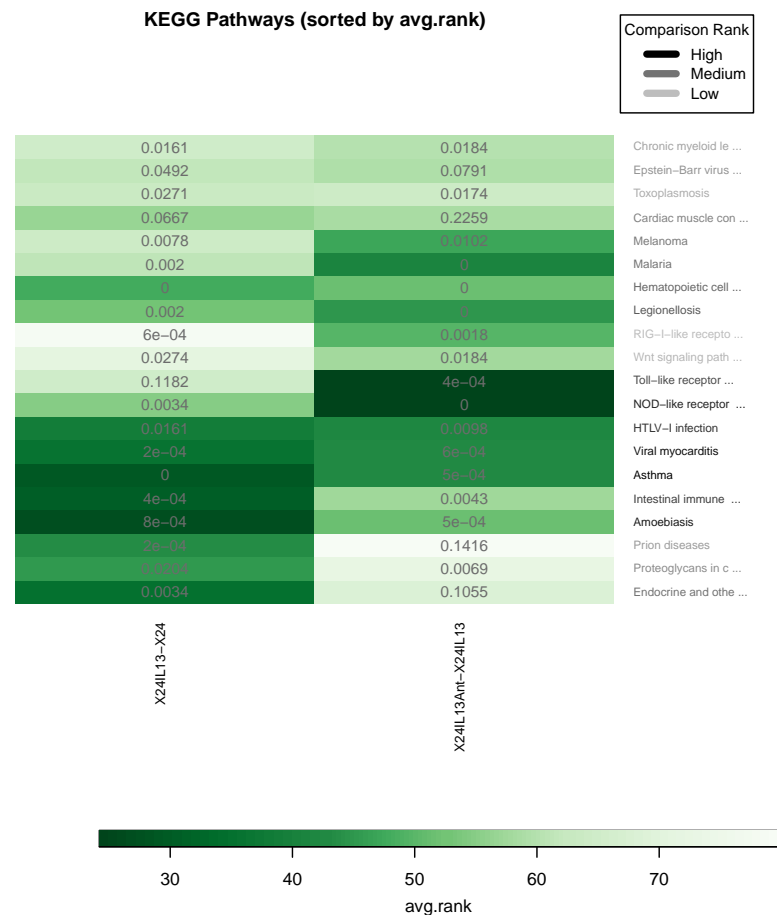 KEGG Pathways (sorted by avg.rank)
Comparison Rank
High
Medium
Low
0.0161 0.0184 Chronic myeloid le ...
0.0492 0.0791 Epstein−Barr virus ...
0.0271 0.0174 Toxoplasmosis
0.0667 0.2259 Cardiac muscle con ...
0.0078 0.0102 Melanoma
0.002 0 Malaria
0 0 Hematopoietic cell ...
0.002 0 Legionellosis
6e−04 0.0018 RIG−I−like recepto ...
0.0274 0.0184 Wnt signaling path ...
0.1182 4e−04 Toll−like receptor ...
0.0034 0 NOD−like receptor ...
0.0161 0.0098 HTLV−I infection
2e−04 6e−04 Viral myocarditis
0 5e−04 Asthma
4e−04 0.0043 Intestinal immune ...
8e−04 5e−04 Amoebiasis
2e−04 0.1416 Prion diseases
0.0204 0.0069 Proteoglycans in c ...
0.0034 0.1055 Endocrine and othe ...
X24IL13−X24
X24IL13Ant−X24IL13
30 40 50 60 70
avg.rank